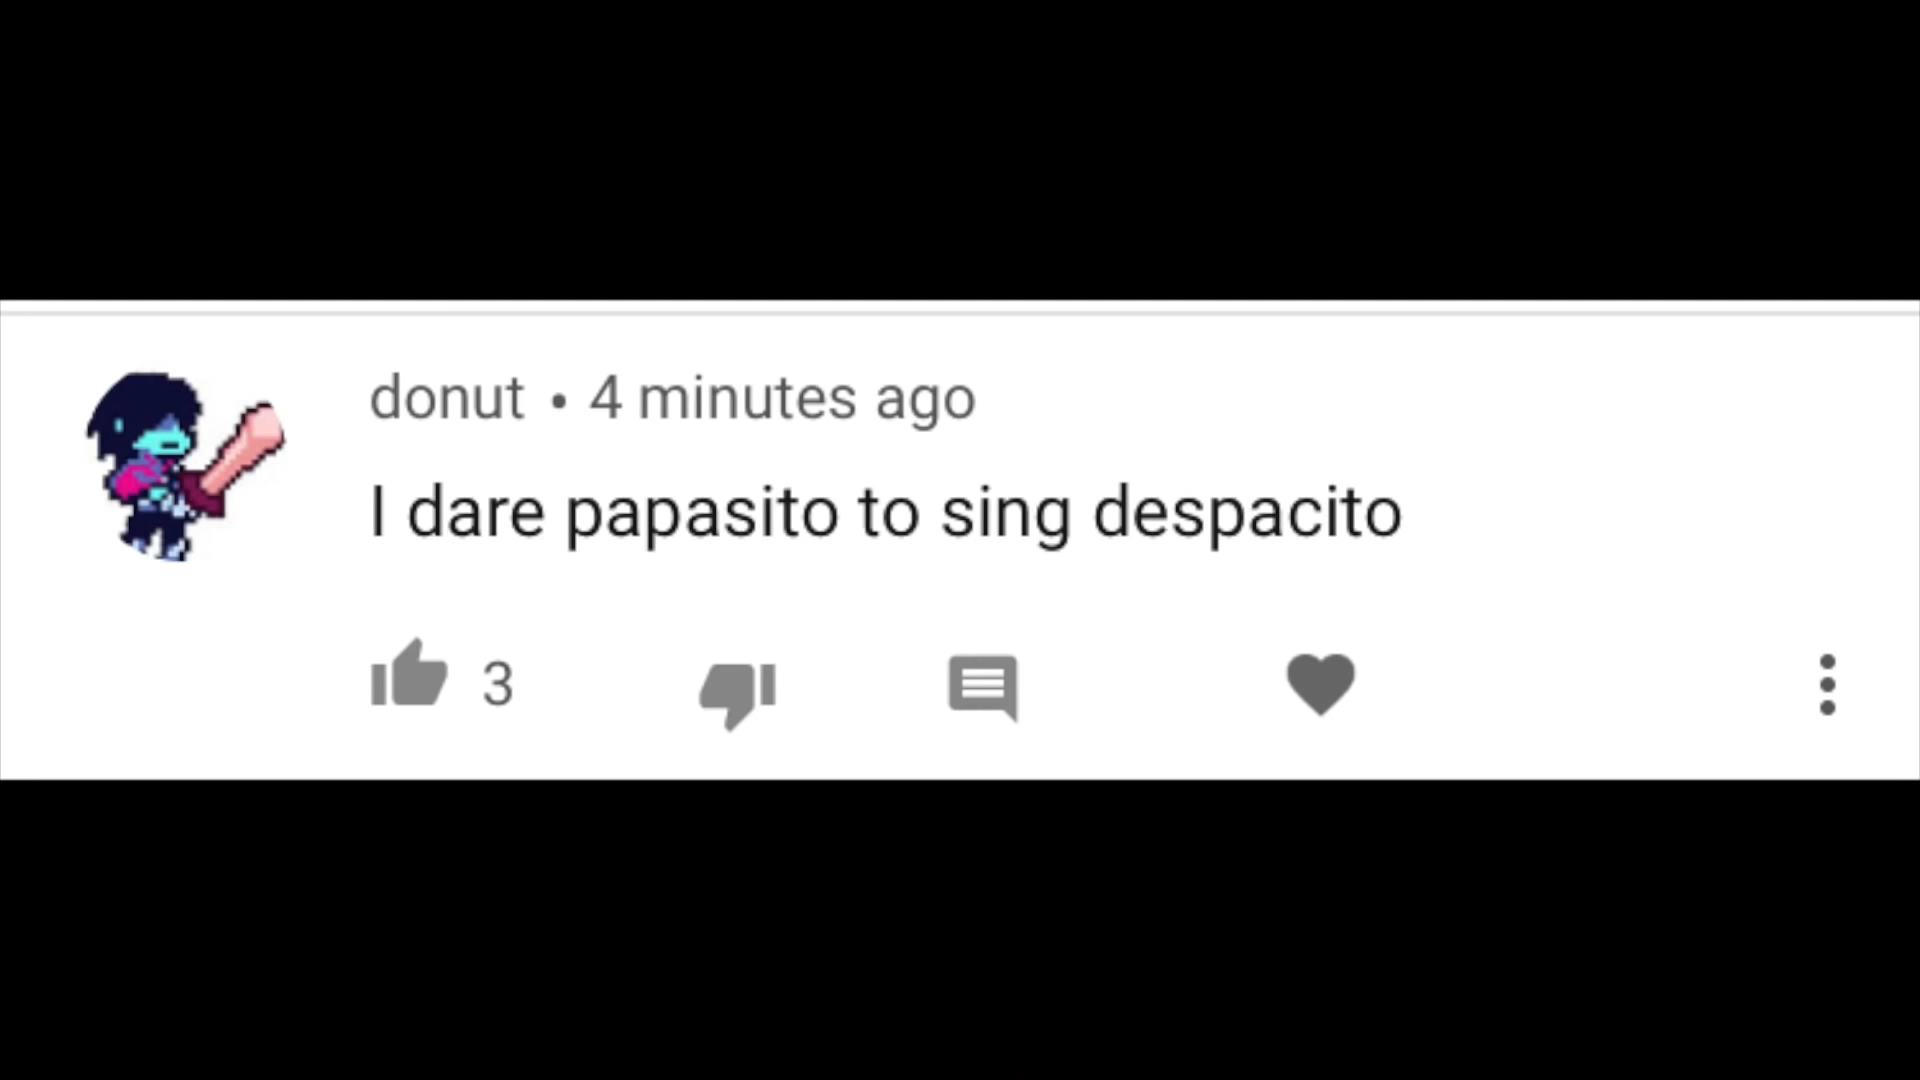 donut • 4 minutes ago
I dare papasito to sing despacito
3